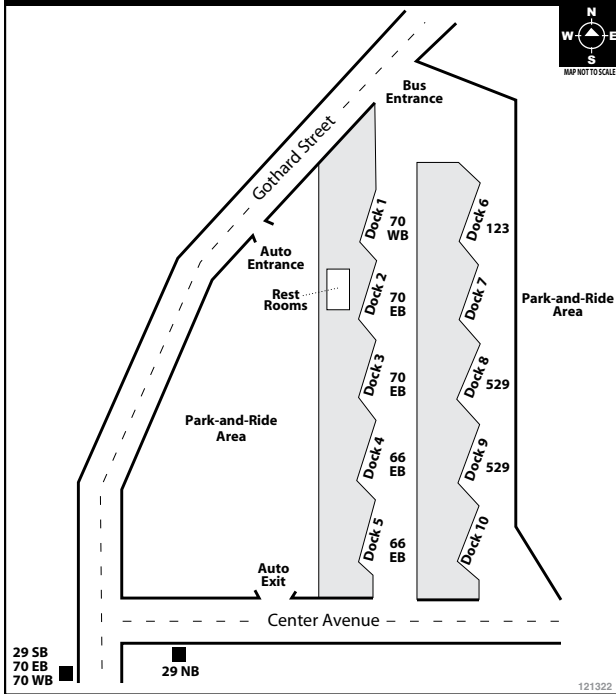 N
W E
S
MAP NOT TO SCALE
Bus
Entrance
Gothard Street
Auto
Entrance
Rest
Rooms
Dock 1
70
WB
Dock 2
70
EB
Dock 3
70
EB
Dock 4
66
EB
Dock 5
66
EB
Dock 6
123
Dock 7
Dock 8
529
Dock 9
529
Dock 10
Park-and-Ride
Area
Park-and-Ride
Area
Auto
Exit
Center Avenue
29 SB
70 EB
70 WB
29 NB
121322